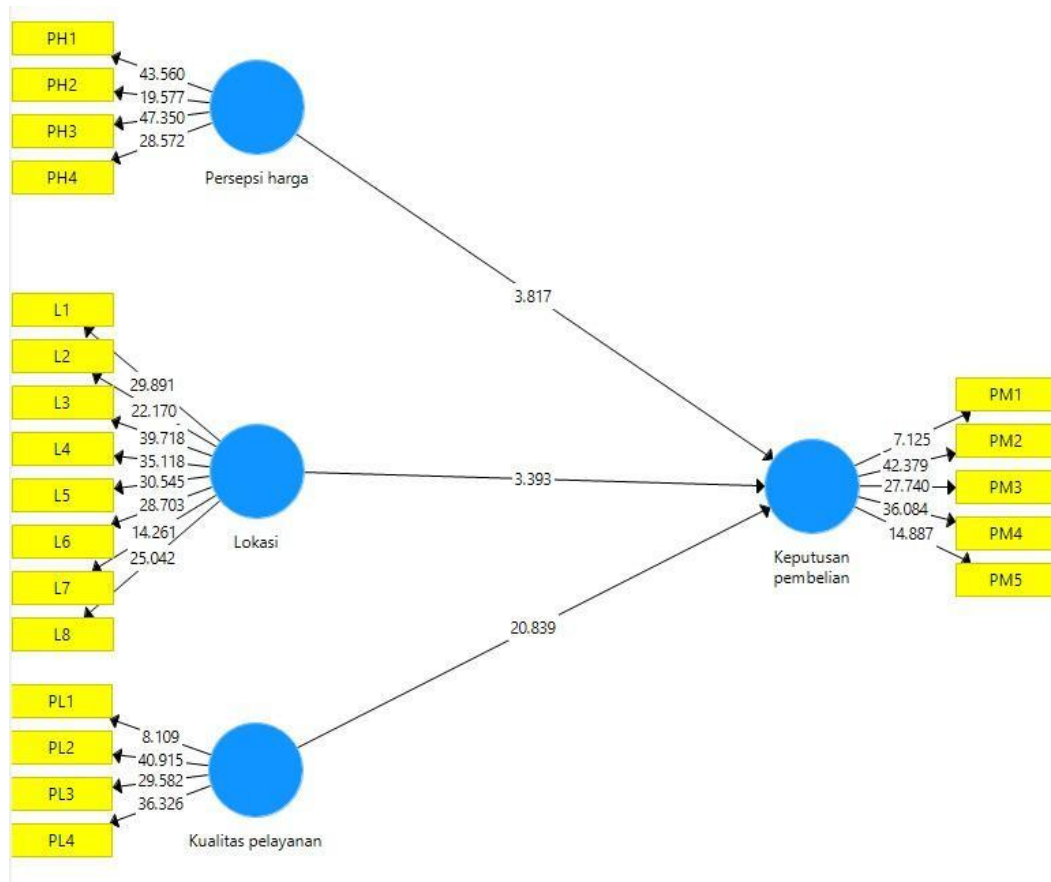 PH1
PH2
PH3
PH4
43.560
19.577
47.350
28.572
Persepsi harga
3.817
L1
L2
L3
L4
L5
L6
L7
L8
29.891
22.170
39.718
35.118
30.545
28.703
14.261
25.042
Lokasi
3.393
PL1
PL2
PL3
PL4
8.109
40.915
29.582
36.326
Kualitas pelayanan
20.839
Keputusan
pembelian
7.125
42.379
27.740
36.084
14.887
PM1
PM2
PM3
PM4
PM5